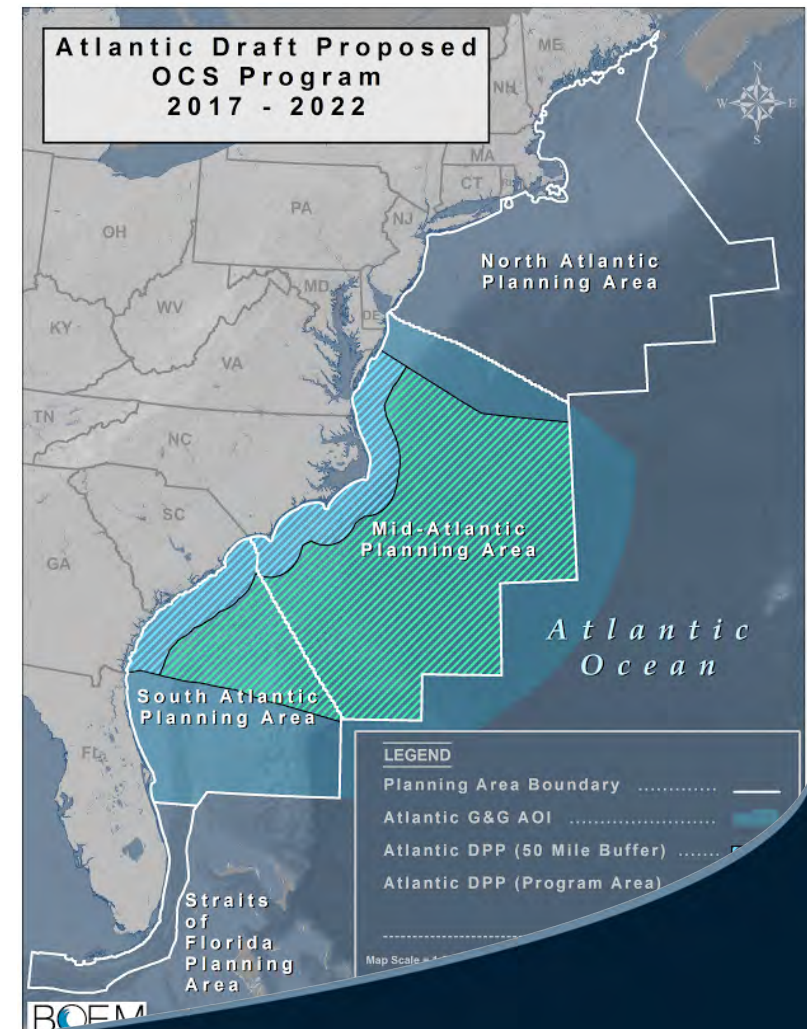 Atlantic Draft Proposed
OCS Program
2017 - 2022
ME
NH
MA
CT
PA
NJ
OH
MD
DE
WV
KY
VA
TN
NC
SC
GA
FL
North Atlantic
Planning Area
Mid-Atlantic
Planning Area
Atlantic
Ocean
South Atlantic
Planning Area
Straits
of
Florida
Planning
Area
N
W
E
S
LEGEND
Planning Area Boundary .............
Atlantic G&G AOI .......................
Atlantic DPP (50 Mile Buffer) .......
Atlantic DPP (Program Area)
Map Scale =
BOEM